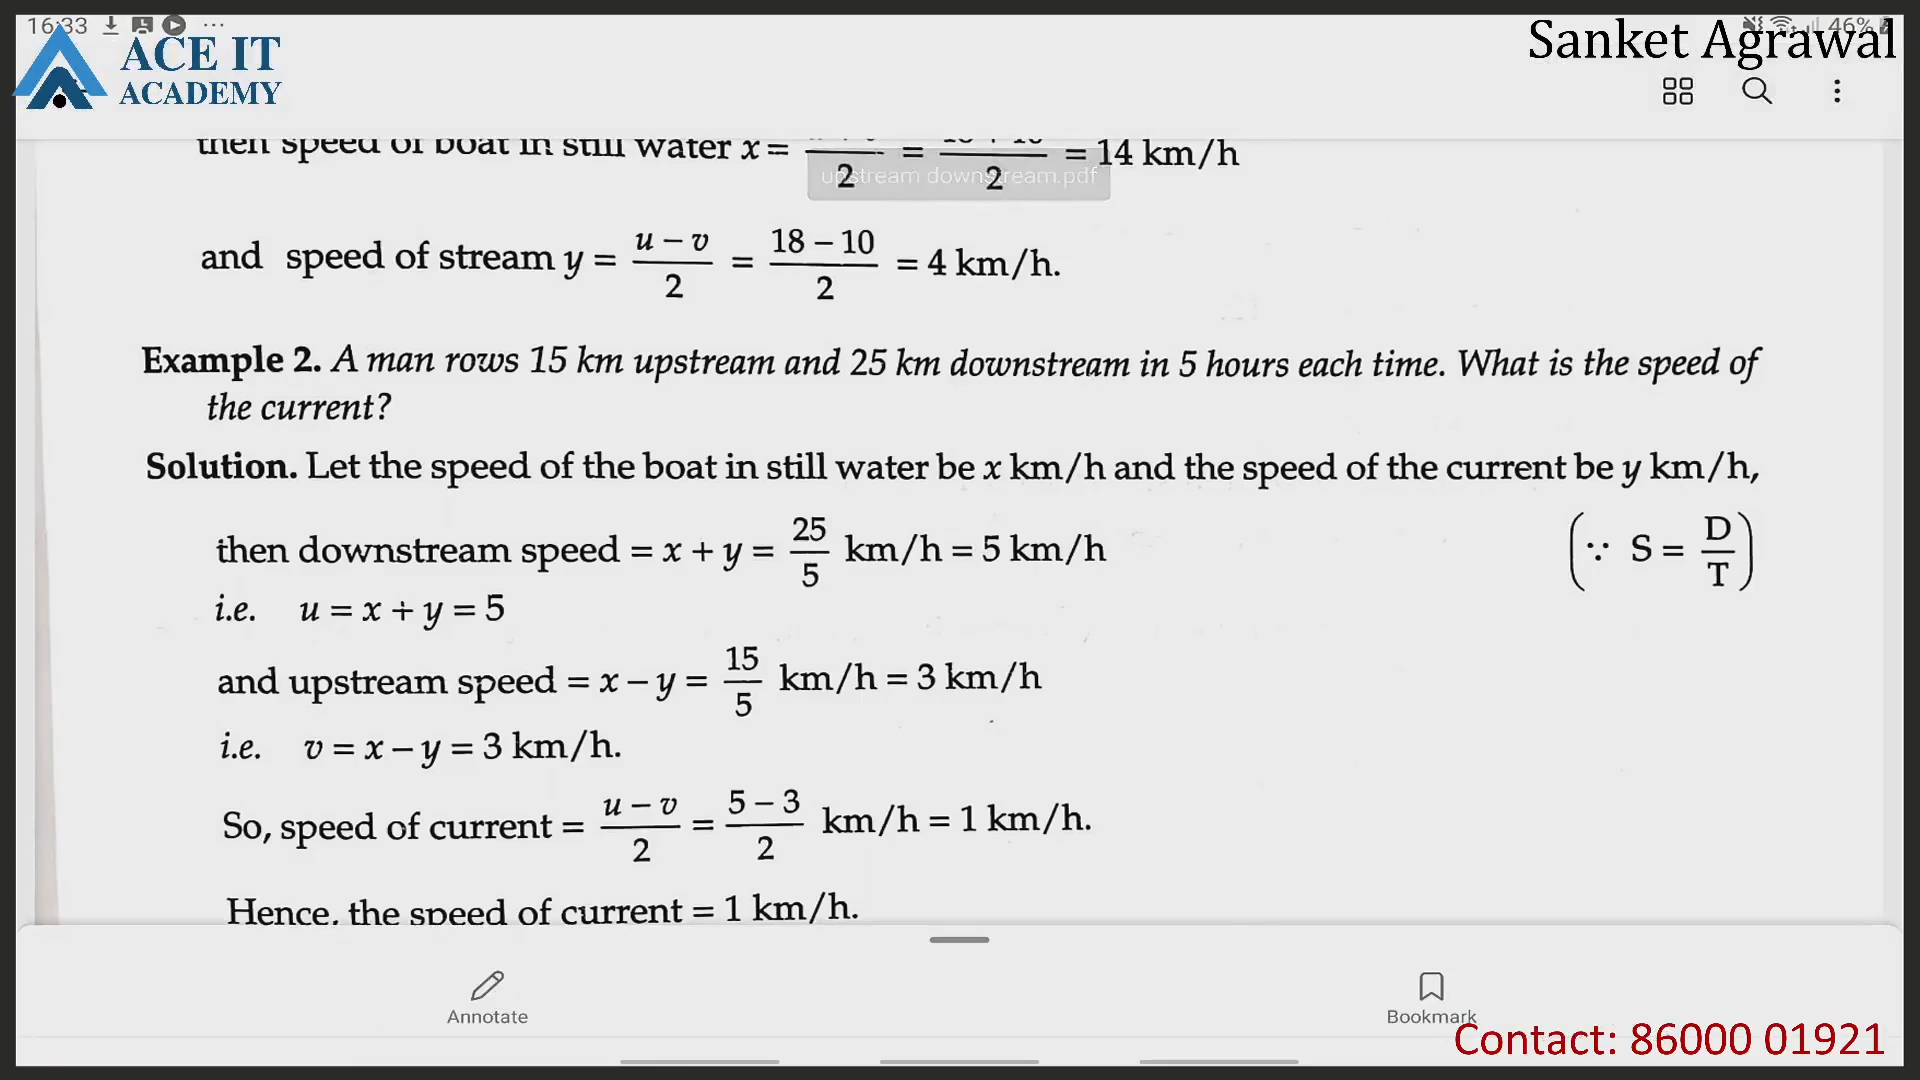 16:33
46%
ACE IT
ACADEMY
Sanket Agrawal
then speed of boat in still water x = / 2 = / 2 = 14 km/h
upstream downstream.pdf
and speed of stream y = u – v / 2 = 18 – 10 / 2 = 4 km/h.
Example 2. A man rows 15 km upstream and 25 km downstream in 5 hours each time. What is the speed of
the current?
Solution. Let the speed of the boat in still water be x km/h and the speed of the current be y km/h,
then downstream speed = x + y = 25/5 km/h = 5 km/h (∵ S = D/T)
i.e. u = x + y = 5
and upstream speed = x – y = 15/5 km/h = 3 km/h
i.e. v = x – y = 3 km/h.
So, speed of current = u – v / 2 = 5 – 3 / 2 km/h = 1 km/h.
Hence, the speed of current = 1 km/h.
Annotate
Bookmark
Contact: 86000 01921